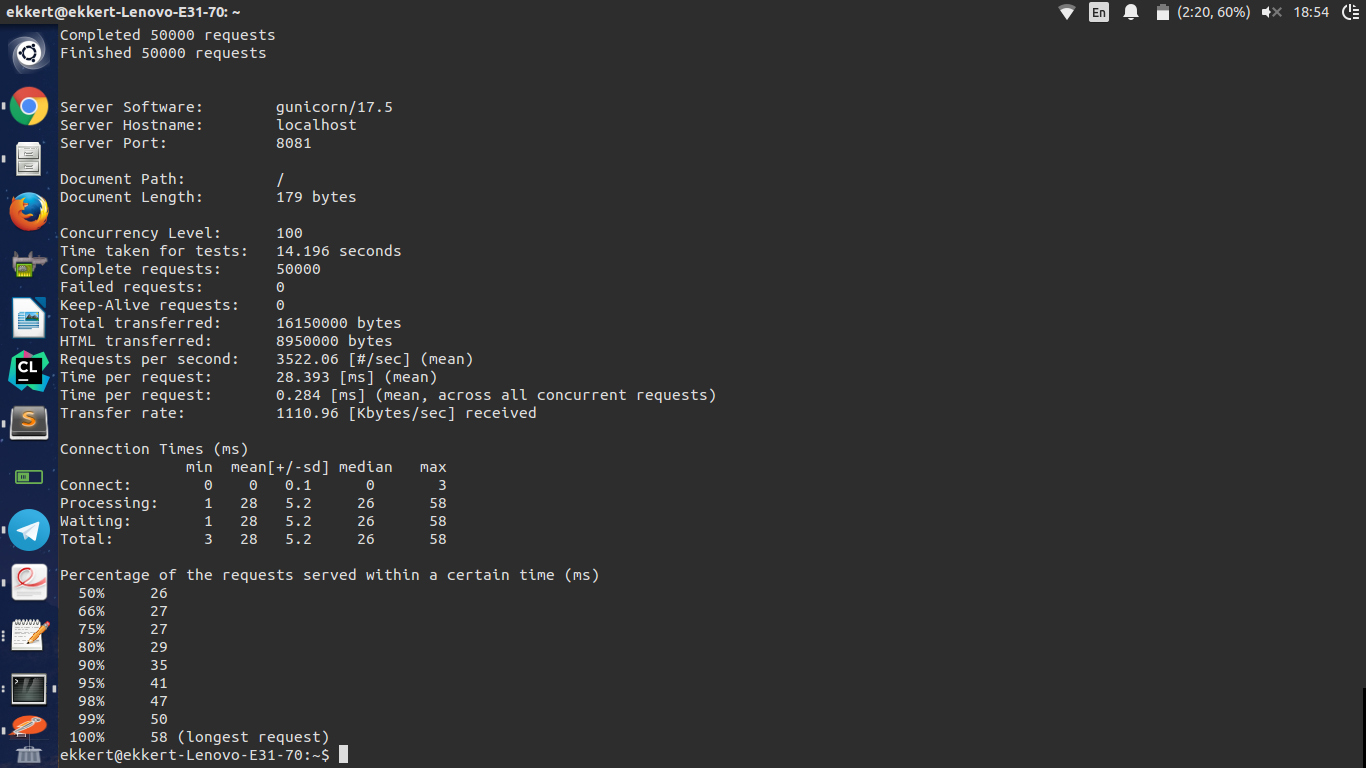 ekkert@ekkert-Lenovo-E31-70: ~ En (2:20, 60%) 18:54
Completed 50000 requests
Finished 50000 requests
Server Software: gunicorn/17.5
Server Hostname: localhost
Server Port: 8081
Document Path: /
Document Length: 179 bytes
Concurrency Level: 100
Time taken for tests: 14.196 seconds
Complete requests: 50000
Failed requests: 0
Keep-Alive requests: 0
Total transferred: 16150000 bytes
HTML transferred: 8950000 bytes
Requests per second: 3522.06 [#/sec] (mean)
Time per request: 28.393 [ms] (mean)
Time per request: 0.284 [ms] (mean, across all concurrent requests)
Transfer rate: 1110.96 [Kbytes/sec] received
Connection Times (ms)
min mean[+/-sd] median max
Connect: 0 0 0.1 0 3
Processing: 1 28 5.2 26 58
Waiting: 1 28 5.2 26 58
Total: 3 28 5.2 26 58
Percentage of the requests served within a certain time (ms)
50% 26
66% 27
75% 27
80% 29
90% 35
95% 41
98% 47
99% 50
100% 58 (longest request)
ekkert@ekkert-Lenovo-E31-70:~$
CL
S